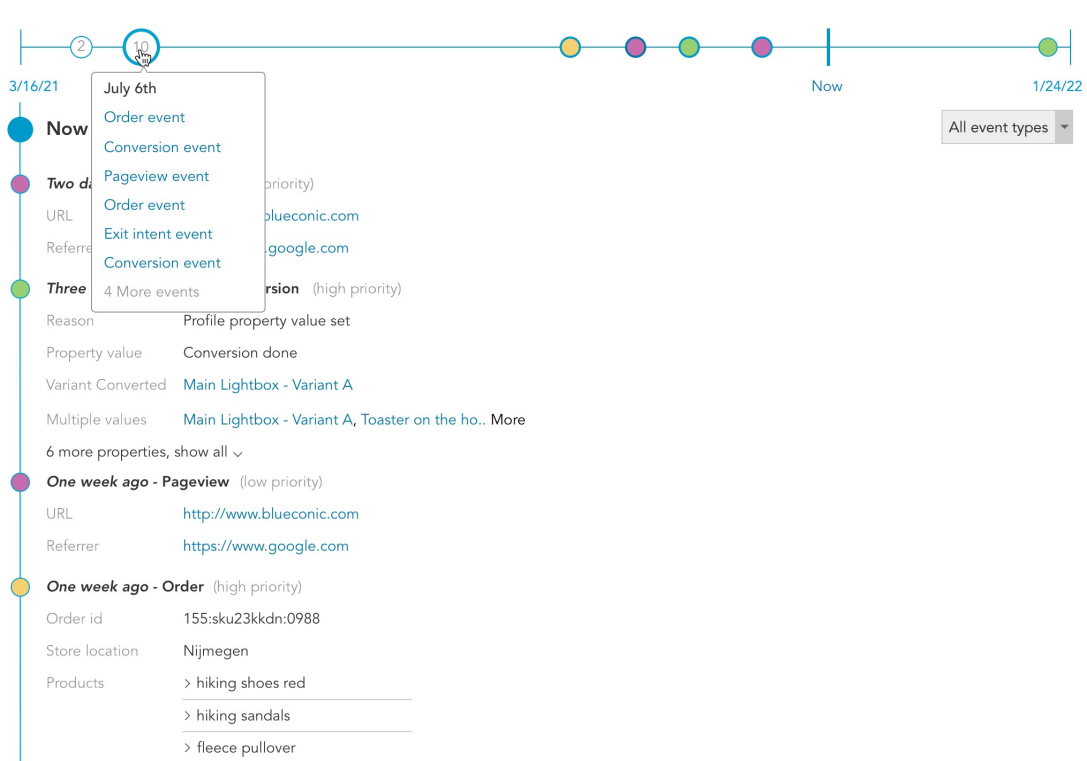 2
10
3/16/21
Now
1/24/22
July 6th
Order event
Conversion event
Pageview event
Order event
Exit intent event
Conversion event
4 More events
Now
All event types
Two
priority)
URL
blueconic.com
.google.com
Three
(high priority)
Reason Profile property value set
Property value Conversion done
Variant Converted Main Lightbox - Variant A
Multiple values Main Lightbox - Variant A, Toaster on the ho.. More
6 more properties, show all
One week ago - Pageview (low priority)
URL http://www.blueconic.com
Referrer https://www.google.com
One week ago - Order (high priority)
Order id 155:sku23kkdn:0988
Store location Nijmegen
Products > hiking shoes red
> hiking sandals
> fleece pullover